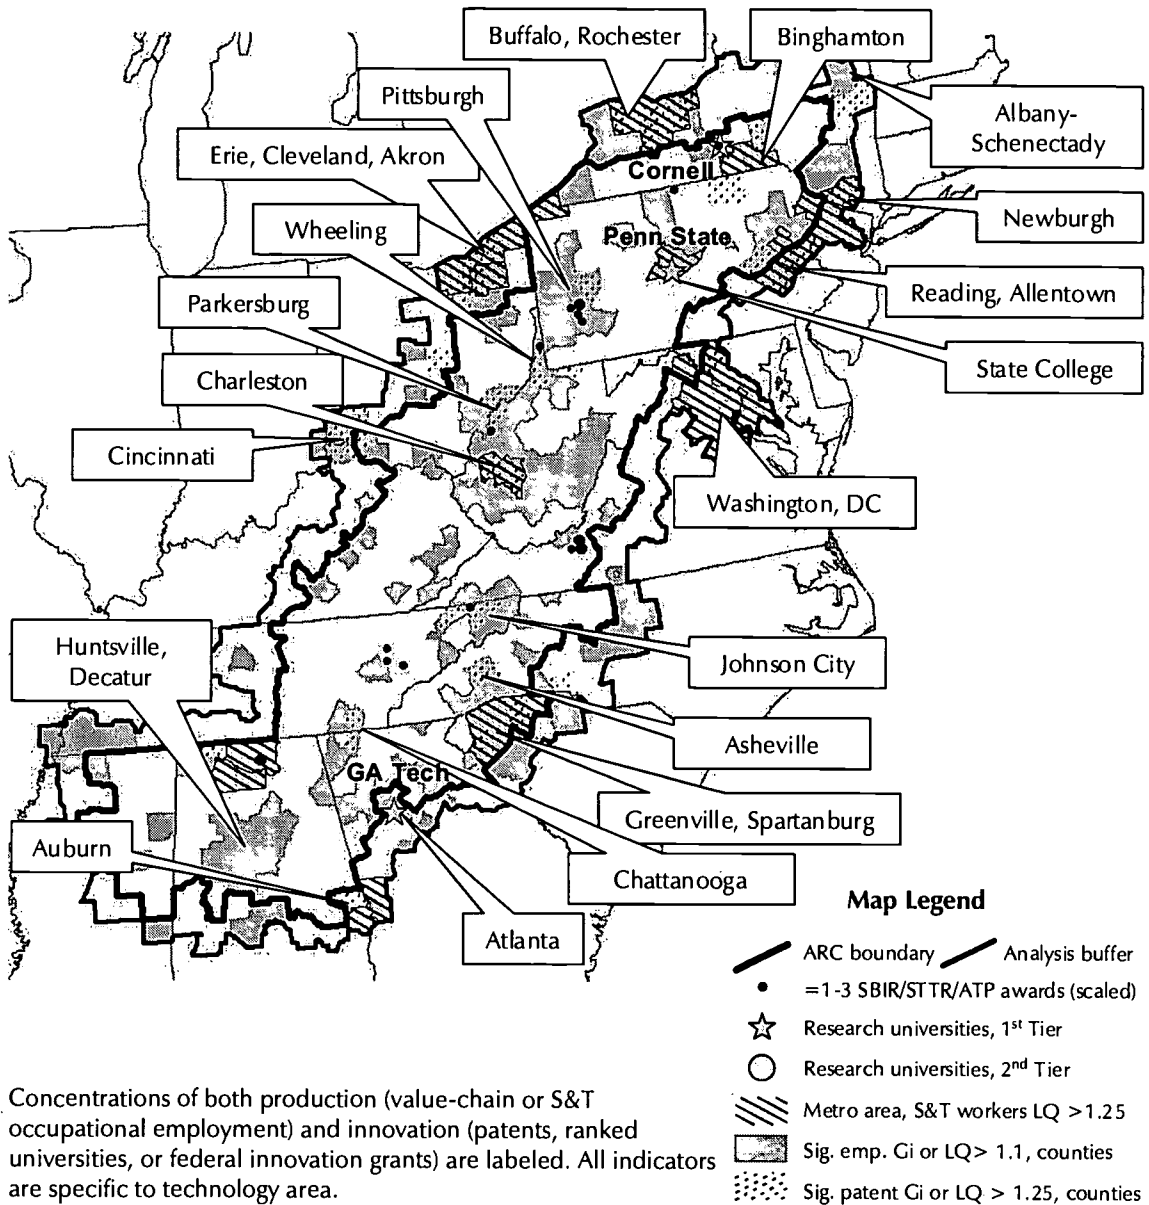 Buffalo, Rochester
Binghamton
Pittsburgh
Albany-
Schenectady
Erie, Cleveland, Akron
Cornell
Newburgh
Wheeling
Penn State
Reading, Allentown
Parkersburg
State College
Charleston
Cincinnati
Washington, DC
Huntsville,
Decatur
Johnson City
Asheville
GA Tech
Greenville, Spartanburg
Auburn
Chattanooga
Atlanta
Map Legend
ARC boundary
Analysis buffer
=1-3 SBIR/STTR/ATP awards (scaled)
Research universities, 1st Tier
Research universities, 2nd Tier
Metro area, S&T workers LQ >1.25
Sig. emp. Gi or LQ> 1.1, counties
Sig. patent Gi or LQ > 1.25, counties
Concentrations of both production (value-chain or S&T
occupational employment) and innovation (patents, ranked
universities, or federal innovation grants) are labeled. All indicators
are specific to technology area.